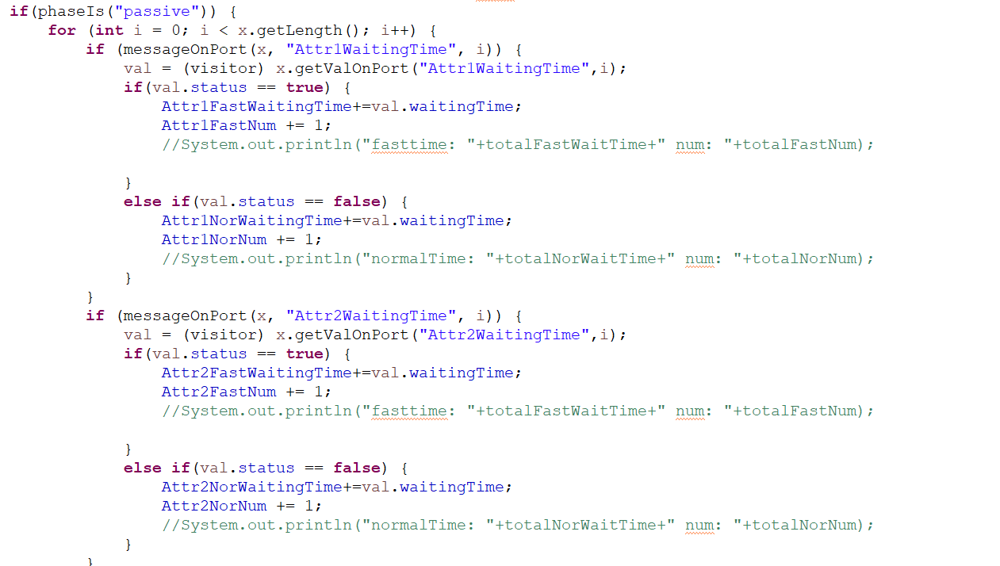 if(phaseIs("passive")) {
    for (int i = 0; i < x.getLength(); i++) {
        if (messageOnPort(x, "Attr1WaitingTime", i)) {
            val = (visitor) x.getValOnPort("Attr1WaitingTime",i);
            if(val.status == true) {
                Attr1FastWaitingTime+=val.waitingTime;
                Attr1FastNum += 1;
                //System.out.println("fasttime: "+totalFastWaitTime+" num: "+totalFastNum);
            }
            else if(val.status == false) {
                Attr1NorWaitingTime+=val.waitingTime;
                Attr1NorNum += 1;
                //System.out.println("normalTime: "+totalNorWaitTime+" num: "+totalNorNum);
            }
        }
        if (messageOnPort(x, "Attr2WaitingTime", i)) {
            val = (visitor) x.getValOnPort("Attr2WaitingTime",i);
            if(val.status == true) {
                Attr2FastWaitingTime+=val.waitingTime;
                Attr2FastNum += 1;
                //System.out.println("fasttime: "+totalFastWaitTime+" num: "+totalFastNum);
            }
            else if(val.status == false) {
                Attr2NorWaitingTime+=val.waitingTime;
                Attr2NorNum += 1;
                //System.out.println("normalTime: "+totalNorWaitTime+" num: "+totalNorNum);
            }
        }